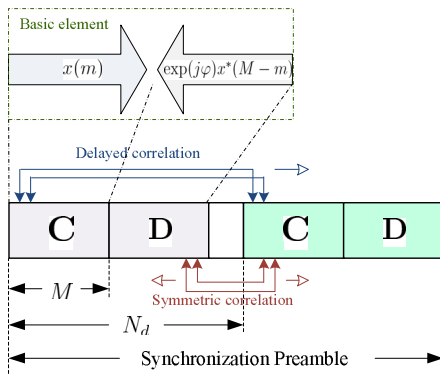 Basic element
x(m) exp(jφ)x*(M − m)
Delayed correlation
C D C D
M
Symmetric correlation
N_d
Synchronization Preamble